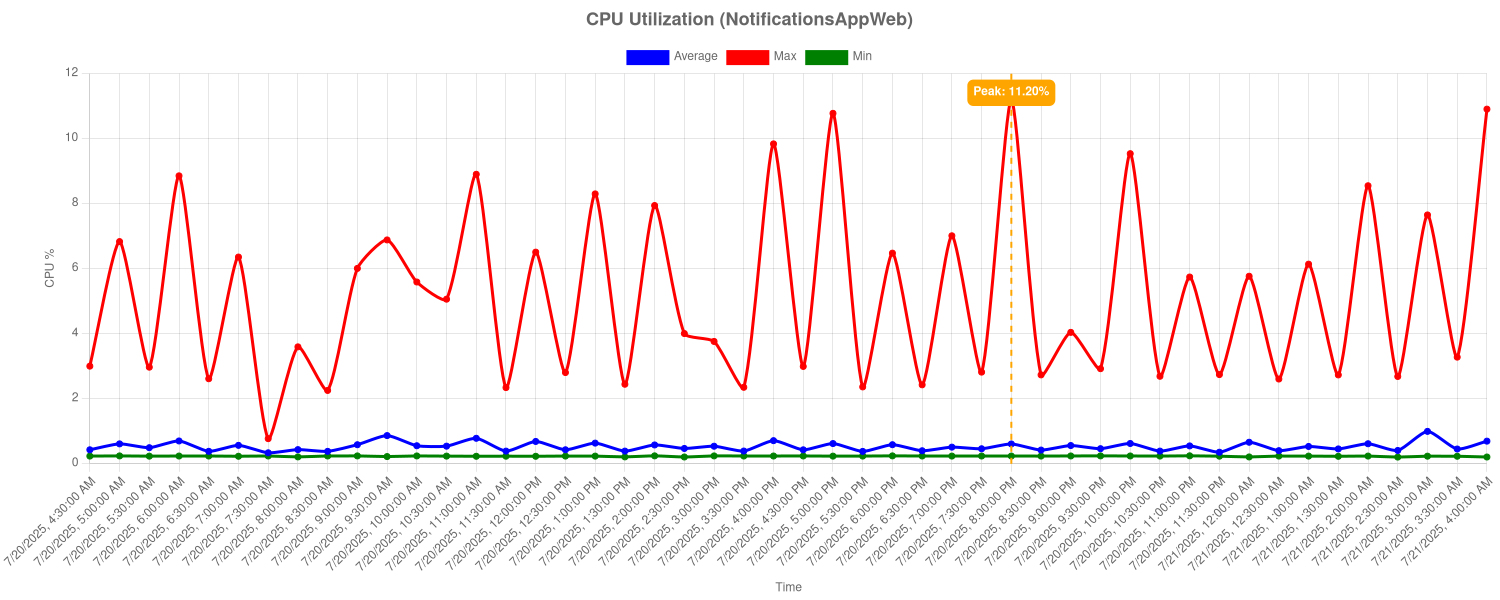 CPU Utilization (NotificationsAppWeb)
Average Max Min
Peak: 11.20%
12
10
8
6
4
2
0
CPU %
7/20/2025, 4:30:00 AM
7/20/2025, 5:00:00 AM
7/20/2025, 5:30:00 AM
7/20/2025, 6:00:00 AM
7/20/2025, 6:30:00 AM
7/20/2025, 7:00:00 AM
7/20/2025, 7:30:00 AM
7/20/2025, 8:00:00 AM
7/20/2025, 8:30:00 AM
7/20/2025, 9:00:00 AM
7/20/2025, 9:30:00 AM
7/20/2025, 10:00:00 AM
7/20/2025, 10:30:00 AM
7/20/2025, 11:00:00 AM
7/20/2025, 11:30:00 AM
7/20/2025, 12:00:00 PM
7/20/2025, 12:30:00 PM
7/20/2025, 1:00:00 PM
7/20/2025, 1:30:00 PM
7/20/2025, 2:00:00 PM
7/20/2025, 2:30:00 PM
7/20/2025, 3:00:00 PM
7/20/2025, 3:30:00 PM
7/20/2025, 4:00:00 PM
7/20/2025, 4:30:00 PM
7/20/2025, 5:00:00 PM
7/20/2025, 5:30:00 PM
7/20/2025, 6:00:00 PM
7/20/2025, 6:30:00 PM
7/20/2025, 7:00:00 PM
7/20/2025, 7:30:00 PM
7/20/2025, 8:00:00 PM
7/20/2025, 8:30:00 PM
7/20/2025, 9:00:00 PM
7/20/2025, 9:30:00 PM
7/20/2025, 10:00:00 PM
7/20/2025, 10:30:00 PM
7/20/2025, 11:00:00 PM
7/20/2025, 11:30:00 PM
7/21/2025, 12:00:00 AM
7/21/2025, 12:30:00 AM
7/21/2025, 1:00:00 AM
7/21/2025, 1:30:00 AM
7/21/2025, 2:00:00 AM
7/21/2025, 2:30:00 AM
7/21/2025, 3:00:00 AM
7/21/2025, 3:30:00 AM
7/21/2025, 4:00:00 AM
Time